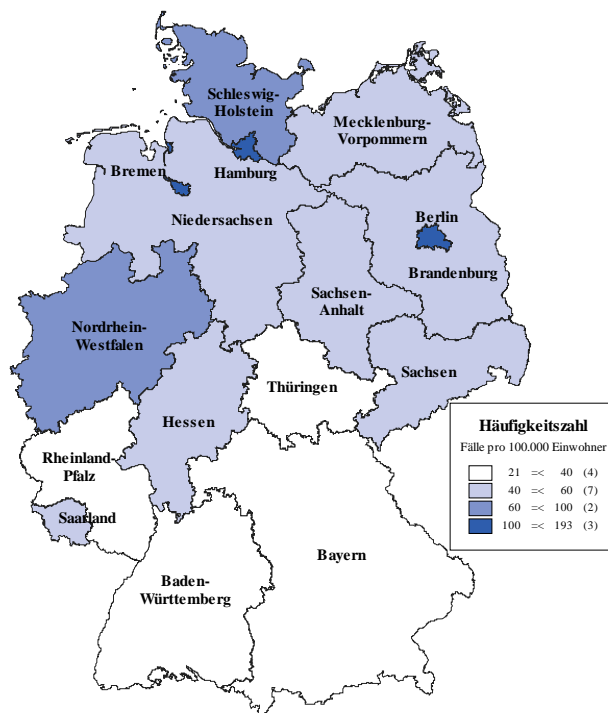 Schleswig-
Holstein
Mecklenburg-
Vorpommern
Bremen
Hamburg
Niedersachsen
Berlin
Brandenburg
Sachsen-
Anhalt
Nordrhein-
Westfalen
Thüringen
Sachsen
Hessen
Rheinland-
Pfalz
Saarland
Bayern
Baden-
Württemberg
Häufigkeitszahl
Fälle pro 100.000 Einwohner
21 =< 40 (4)
40 =< 60 (7)
60 =< 100 (2)
100 =< 193 (3)